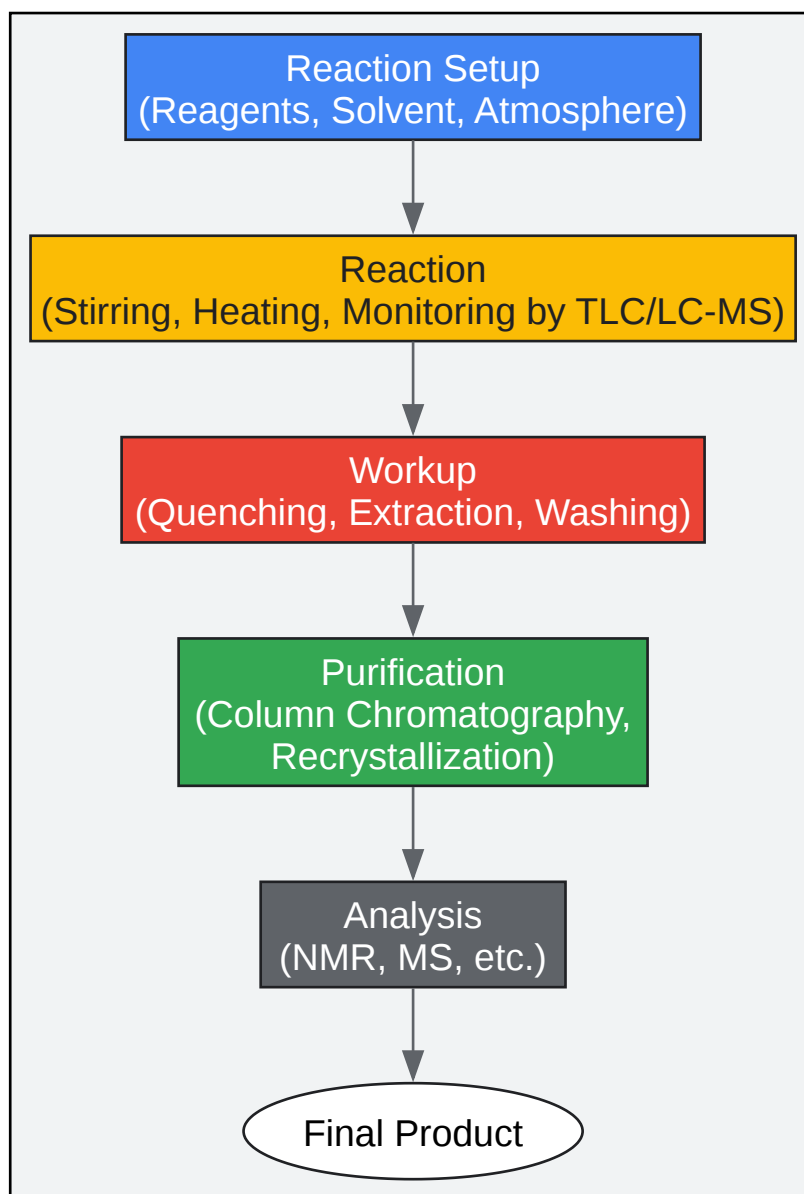 Reaction Setup
(Reagents, Solvent, Atmosphere)
Reaction
(Stirring, Heating, Monitoring by TLC/LC-MS)
Workup
(Quenching, Extraction, Washing)
Purification
(Column Chromatography,
Recrystallization)
Analysis
(NMR, MS, etc.)
Final Product